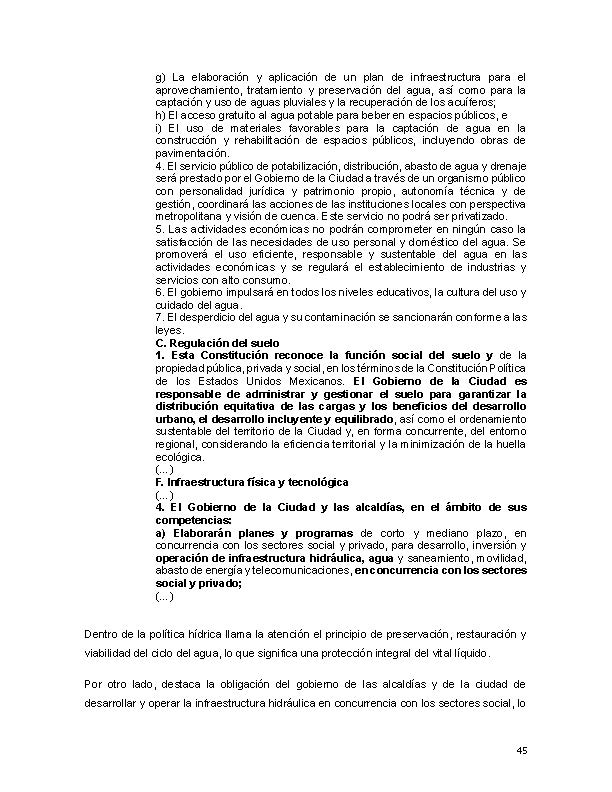 g) La elaboración y aplicación de un plan de infraestructura para el
aprovechamiento, tratamiento y preservación del agua, así como para la
captación y uso de aguas pluviales y la recuperación de los acuíferos;
h) El acceso gratuito al agua potable para beber en espacios públicos, e
i) El uso de materiales favorables para la captación de agua en la
construcción y rehabilitación de espacios públicos, incluyendo obras de
pavimentación.
4. El servicio público de potabilización, distribución, abasto de agua y drenaje
será prestado por el Gobierno de la Ciudad a través de un organismo público
con personalidad jurídica y patrimonio propio, autonomía técnica y de
gestión, coordinará las acciones de las instituciones locales con perspectiva
metropolitana y visión de cuenca. Este servicio no podrá ser privatizado.
5. Las actividades económicas no podrán comprometer en ningún caso la
satisfacción de las necesidades de uso personal y doméstico del agua. Se
promoverá el uso eficiente, responsable y sustentable del agua en las
actividades económicas y se regulará el establecimiento de industrias y
servicios con alto consumo.
6. El gobierno impulsará en todos los niveles educativos, la cultura del uso y
cuidado del agua.
7. El desperdicio del agua y su contaminación se sancionarán conforme a las
leyes.
C. Regulación del suelo
1. Esta Constitución reconoce la función social del suelo y de la
propiedad pública, privada y social, en los términos de la Constitución Política
de los Estados Unidos Mexicanos. El Gobierno de la Ciudad es
responsable de administrar y gestionar el suelo para garantizar la
distribución equitativa de las cargas y los beneficios del desarrollo
urbano, el desarrollo incluyente y equilibrado, así como el ordenamiento
sustentable del territorio de la Ciudad y, en forma concurrente, del entorno
regional, considerando la eficiencia territorial y la minimización de la huella
ecológica.
(...)
F. Infraestructura física y tecnológica
(...)
4. El Gobierno de la Ciudad y las alcaldías, en el ámbito de sus
competencias:
a) Elaborarán planes y programas de corto y mediano plazo, en
concurrencia con los sectores social y privado, para desarrollo, inversión y
operación de infraestructura hidráulica, agua y saneamiento, movilidad,
abasto de energía y telecomunicaciones, en concurrencia con los sectores
social y privado;
(...)
Dentro de la política hídrica llama la atención el principio de preservación, restauración y
viabilidad del ciclo del agua, lo que significa una protección integral del vital líquido.
Por otro lado, destaca la obligación del gobierno de las alcaldías y de la ciudad de
desarrollar y operar la infraestructura hidráulica en concurrencia con los sectores social, lo
45